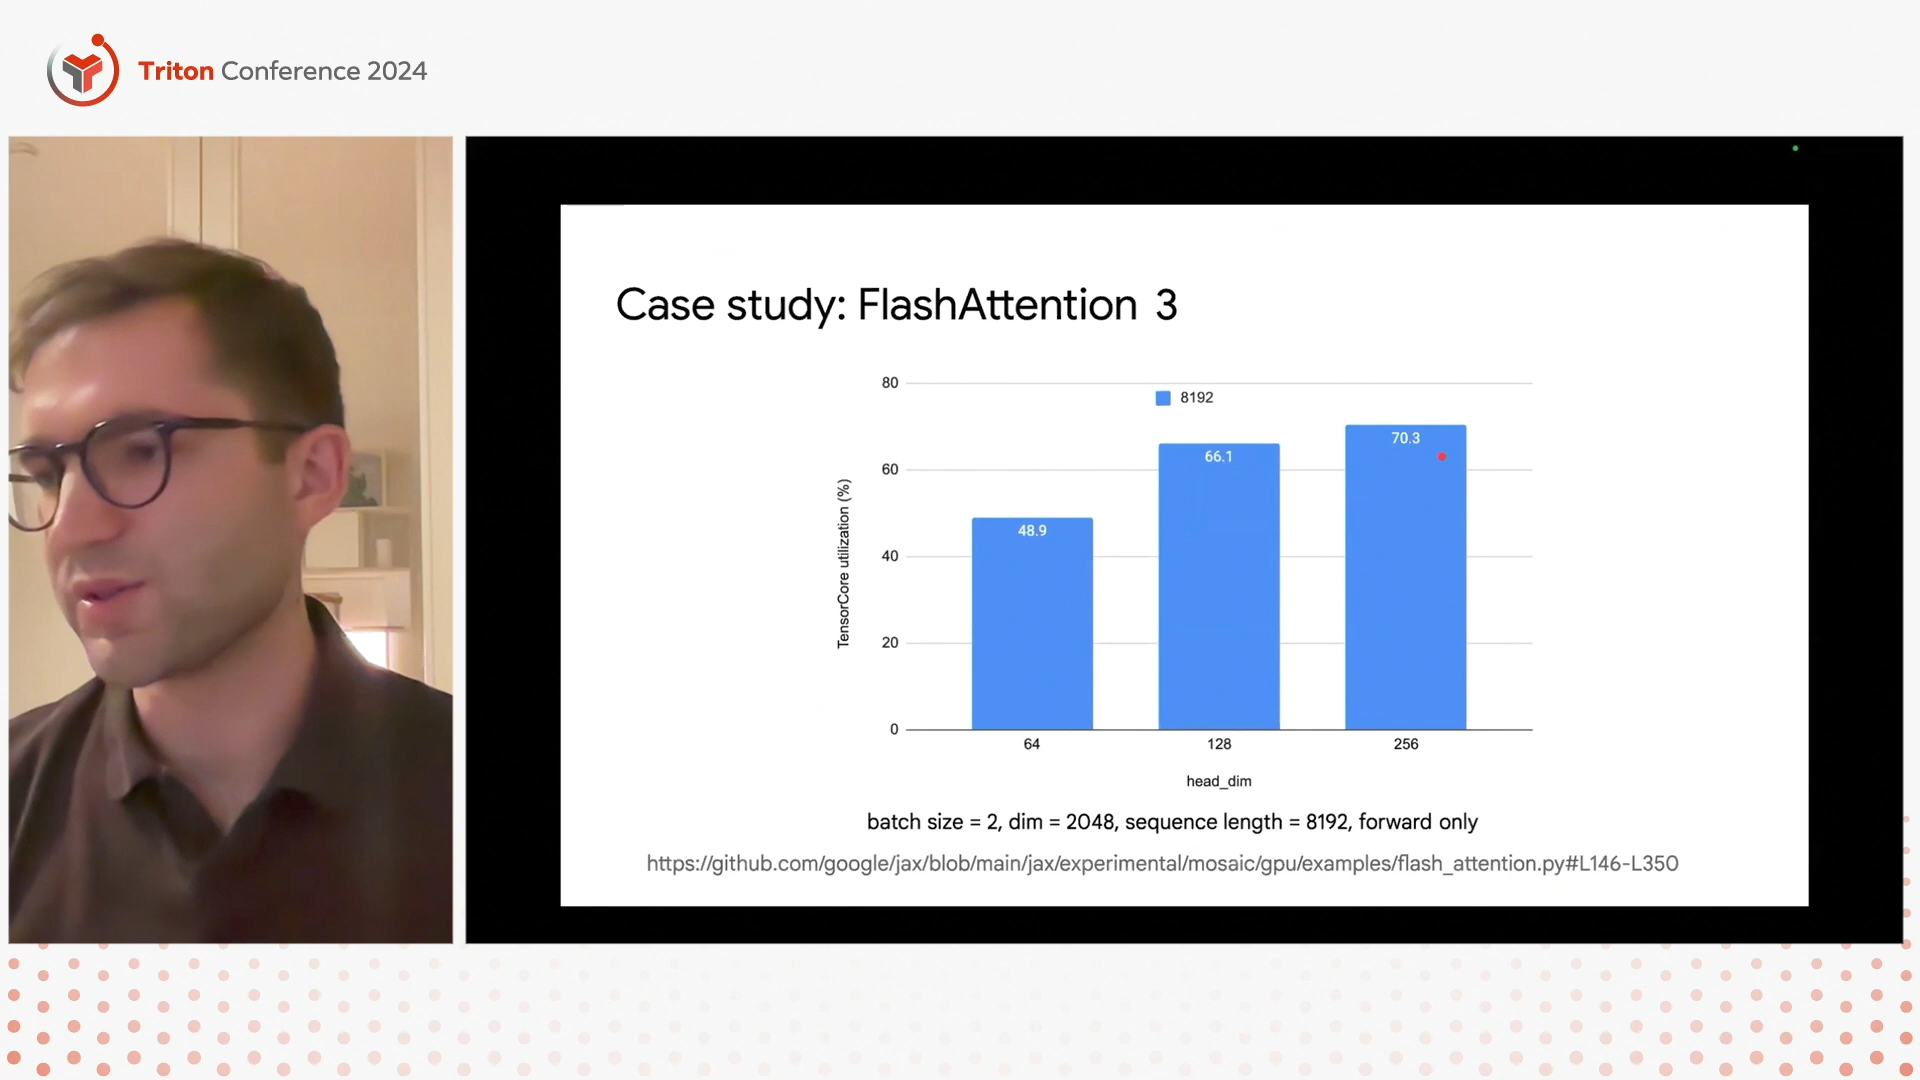 Triton Conference 2024
Case study: FlashAttention 3
8192
80
60
40
20
0
TensorCore utilization (%)
48.9
66.1
70.3
64
128
256
head_dim
batch size = 2, dim = 2048, sequence length = 8192, forward only
https://github.com/google/jax/blob/main/jax/experimental/mosaic/gpu/examples/flash_attention.py#L146-L350